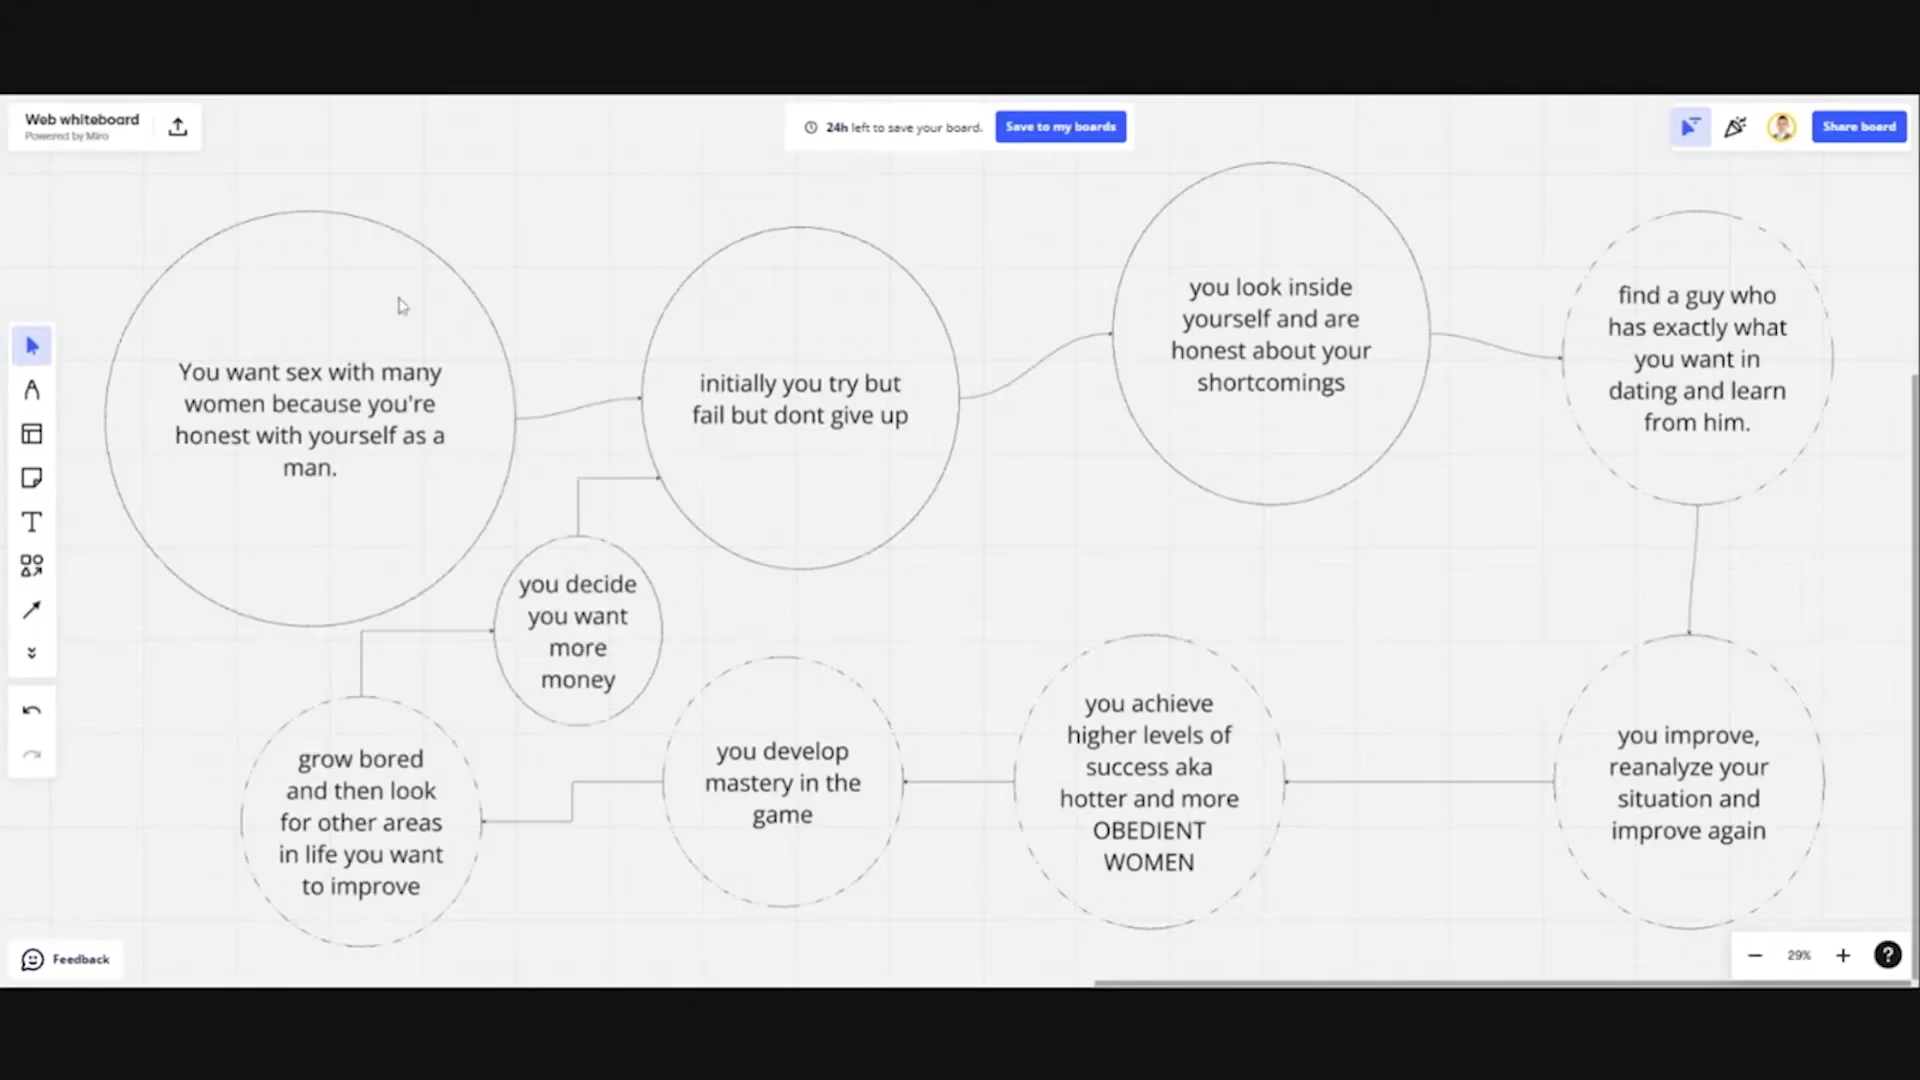 Web whiteboard
Powered by Miro
24h left to save your board.
Save to my boards
Share board
You want sex with many
women because you're
honest with yourself as a
man.
initially you try but
fail but dont give up
you look inside
yourself and are
honest about your
shortcomings
find a guy who
has exactly what
you want in
dating and learn
from him.
you improve,
reanalyze your
situation and
improve again
you achieve
higher levels of
success aka
hotter and more
OBEDIENT
WOMEN
you develop
mastery in the
game
grow bored
and then look
for other areas
in life you want
to improve
you decide
you want
more
money
Feedback
29%